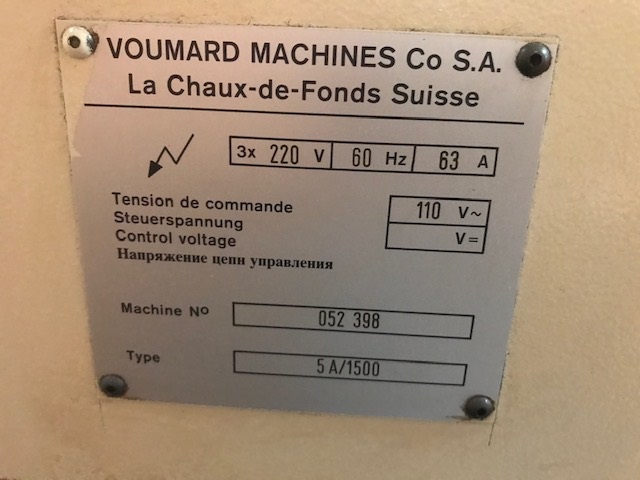 VOUMARD MACHINES Co S.A.
La Chaux-de-Fonds Suisse
3x 220 V 60 Hz 63 A
Tension de commande
110 V~
Steuerspannung
Control voltage
V=
Напряжение цепи управления
Machine No 052 398
Type 5 A/1500